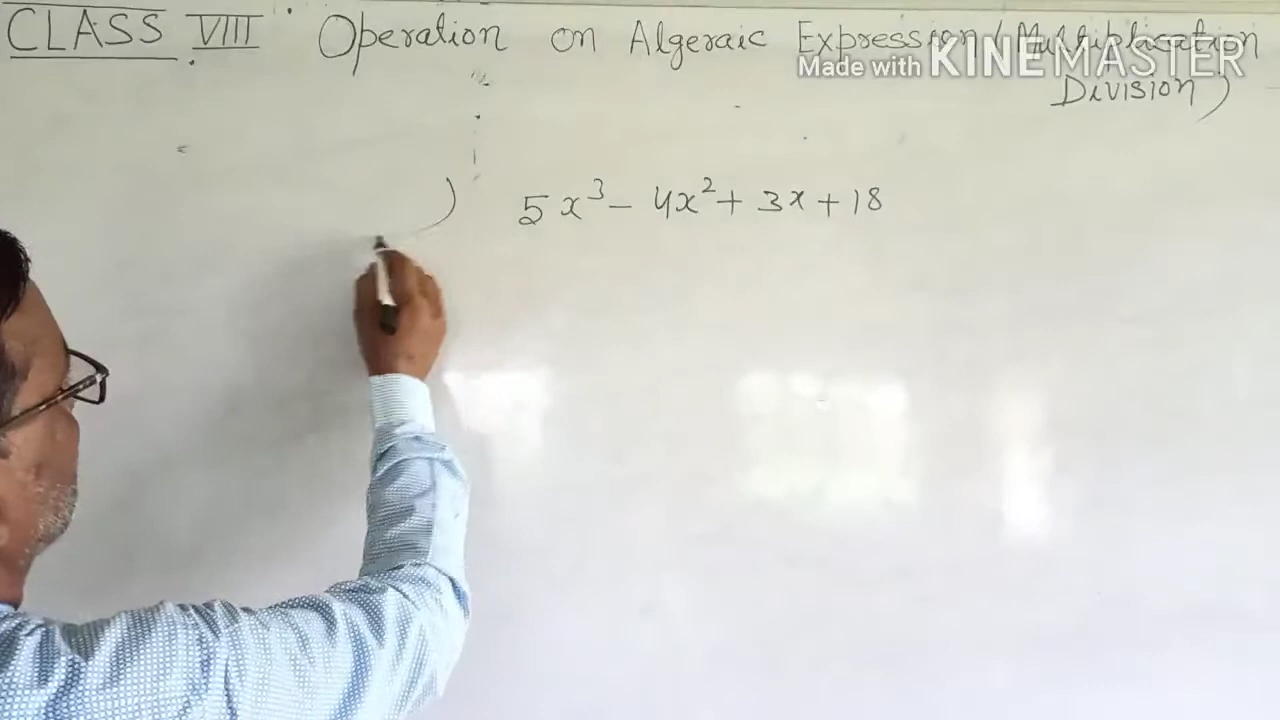 CLASS VIII Operation on Algeraic Expression (Multiplication
Made with KINEMASTER
Division)
) 5x³ - 4x² + 3x + 18